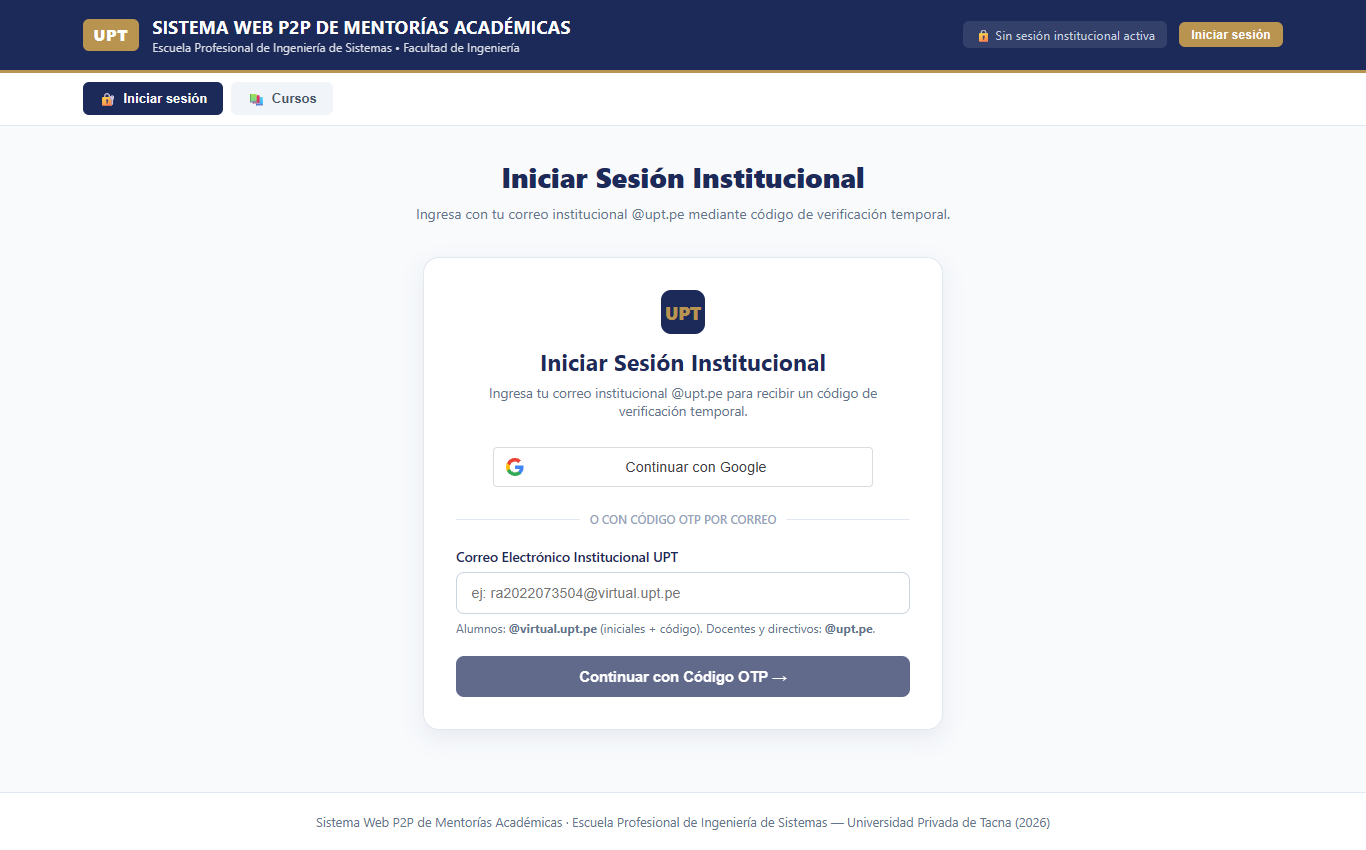 UPT
SISTEMA WEB P2P DE MENTORÍAS ACADÉMICAS
Escuela Profesional de Ingeniería de Sistemas • Facultad de Ingeniería
Sin sesión institucional activa
Iniciar sesión
Iniciar sesión
Cursos
Iniciar Sesión Institucional
Ingresa con tu correo institucional @upt.pe mediante código de verificación temporal.
UPT
Iniciar Sesión Institucional
Ingresa tu correo institucional @upt.pe para recibir un código de
verificación temporal.
Continuar con Google
O CON CÓDIGO OTP POR CORREO
Correo Electrónico Institucional UPT
ej: ra2022073504@virtual.upt.pe
Alumnos: @virtual.upt.pe (iniciales + código). Docentes y directivos: @upt.pe.
Continuar con Código OTP →
Sistema Web P2P de Mentorías Académicas · Escuela Profesional de Ingeniería de Sistemas — Universidad Privada de Tacna (2026)